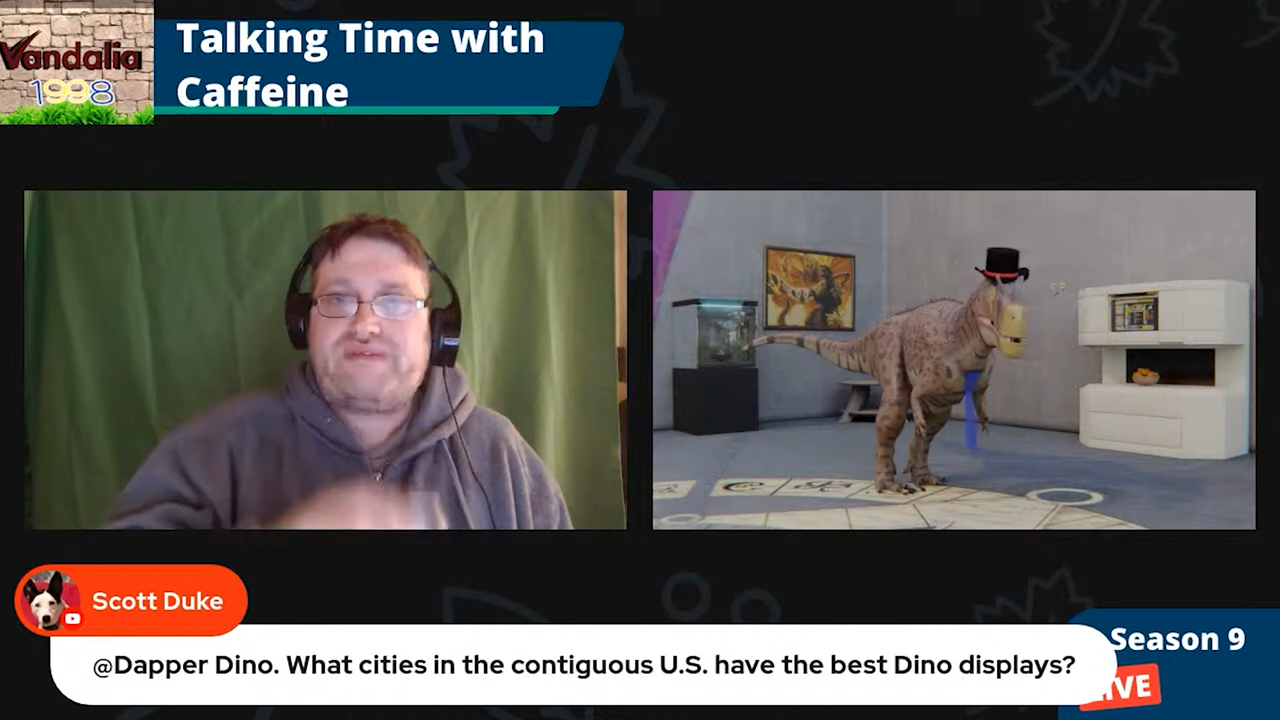 Vandalia
1998
Talking Time with
Caffeine
Scott Duke
@Dapper Dino. What cities in the contiguous U.S. have the best Dino displays?
Season 9
LIVE